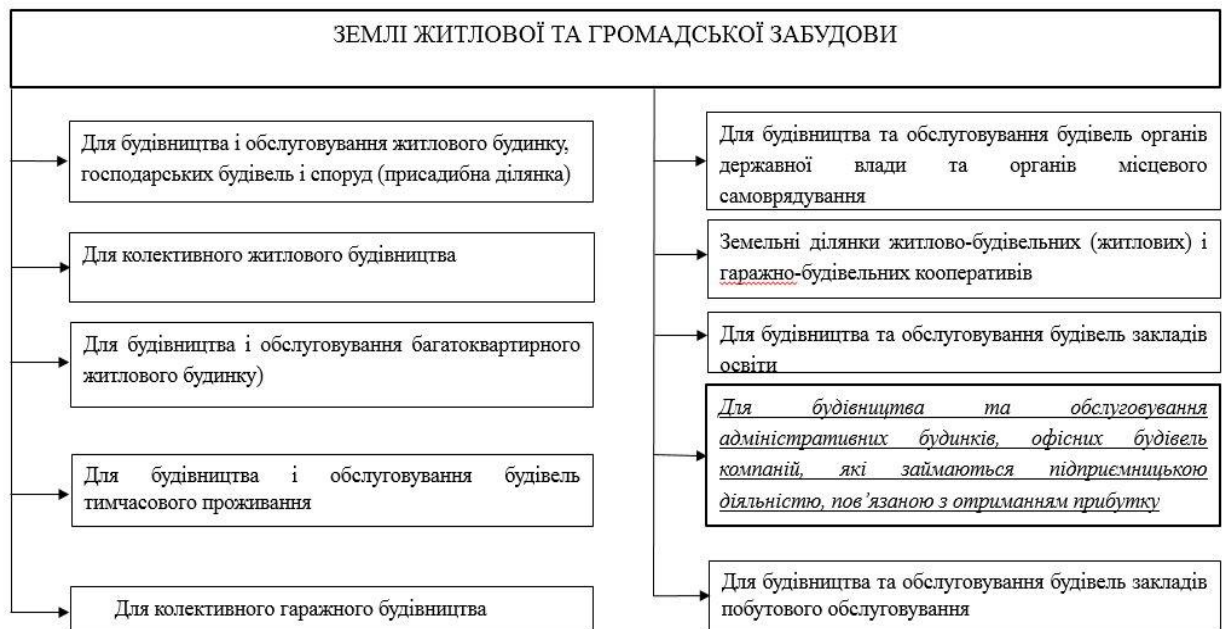 ЗЕМЛІ ЖИТЛОВОЇ ТА ГРОМАДСЬКОЇ ЗАБУДОВИ
Для будівництва і обслуговування житлового будинку,
господарських будівель і споруд (присадибна ділянка)
Для колективного житлового будівництва
Для будівництва і обслуговування багатоквартирного
житлового будинку)
Для будівництва і обслуговування будівель
тимчасового проживання
Для колективного гаражного будівництва
Для будівництва та обслуговування будівель органів
державної влади та органів місцевого
самоврядування
Земельні ділянки житлово-будівельних (житлових) і
гаражно-будівельних кооперативів
Для будівництва та обслуговування будівель закладів
освіти
Для будівництва та обслуговування
адміністративних будинків, офісних будівель
компаній, які займаються підприємницькою
діяльністю, пов’язаною з отриманням прибутку
Для будівництва та обслуговування будівель закладів
побутового обслуговування